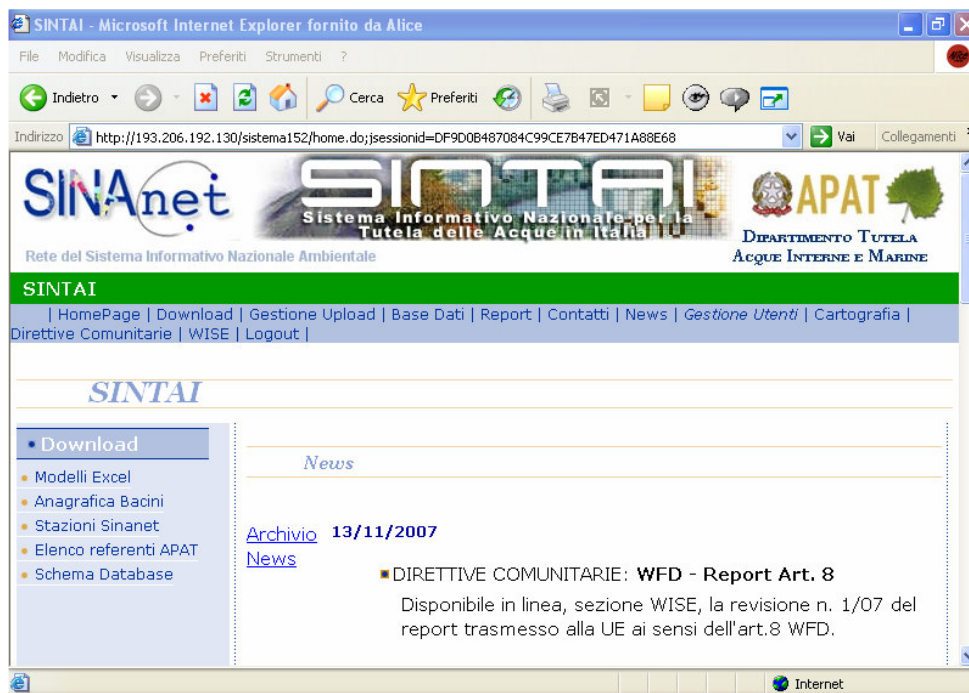 SINTAI - Microsoft Internet Explorer fornito da Alice
File Modifica Visualizza Preferiti Strumenti ?
Indietro Cerca Preferiti
Indirizzo http://193.206.192.130/sistema152/home.do;jsessionid=DF9D0B487084C99CE7B47ED471A88E68 Vai Collegamenti
SINAnet
Rete del Sistema Informativo Nazionale Ambientale
SINTAI
Sistema Informativo Nazionale per la
Tutela delle Acque in Italia
APAT
Dipartimento Tutela
Acque Interne e Marine
SINTAI
| HomePage | Download | Gestione Upload | Base Dati | Report | Contatti | News | Gestione Utenti | Cartografia |
Direttive Comunitarie | WISE | Logout |
SINTAI
Download
Modelli Excel
Anagrafica Bacini
Stazioni Sinanet
Elenco referenti APAT
Schema Database
News
Archivio
News
13/11/2007
DIRETTIVE COMUNITARIE: WFD - Report Art. 8
Disponibile in linea, sezione WISE, la revisione n. 1/07 del
report trasmesso alla UE ai sensi dell'art.8 WFD.
Internet